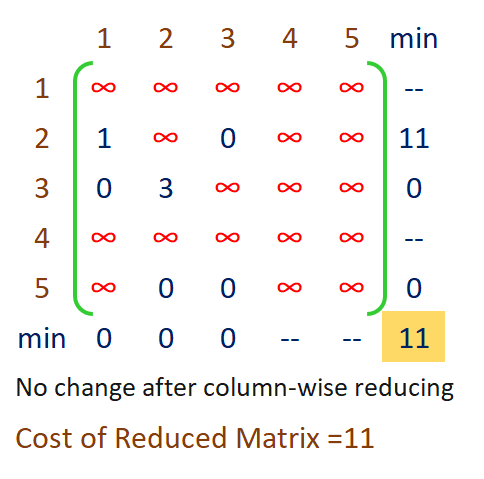 1 2 3 4 5 min
1 ∞ ∞ ∞ ∞ ∞ --
2 1 ∞ 0 ∞ ∞ 11
3 0 3 ∞ ∞ ∞ 0
4 ∞ ∞ ∞ ∞ ∞ --
5 ∞ 0 0 ∞ ∞ 0
min 0 0 0 -- -- 11
No change after column-wise reducing
Cost of Reduced Matrix =11